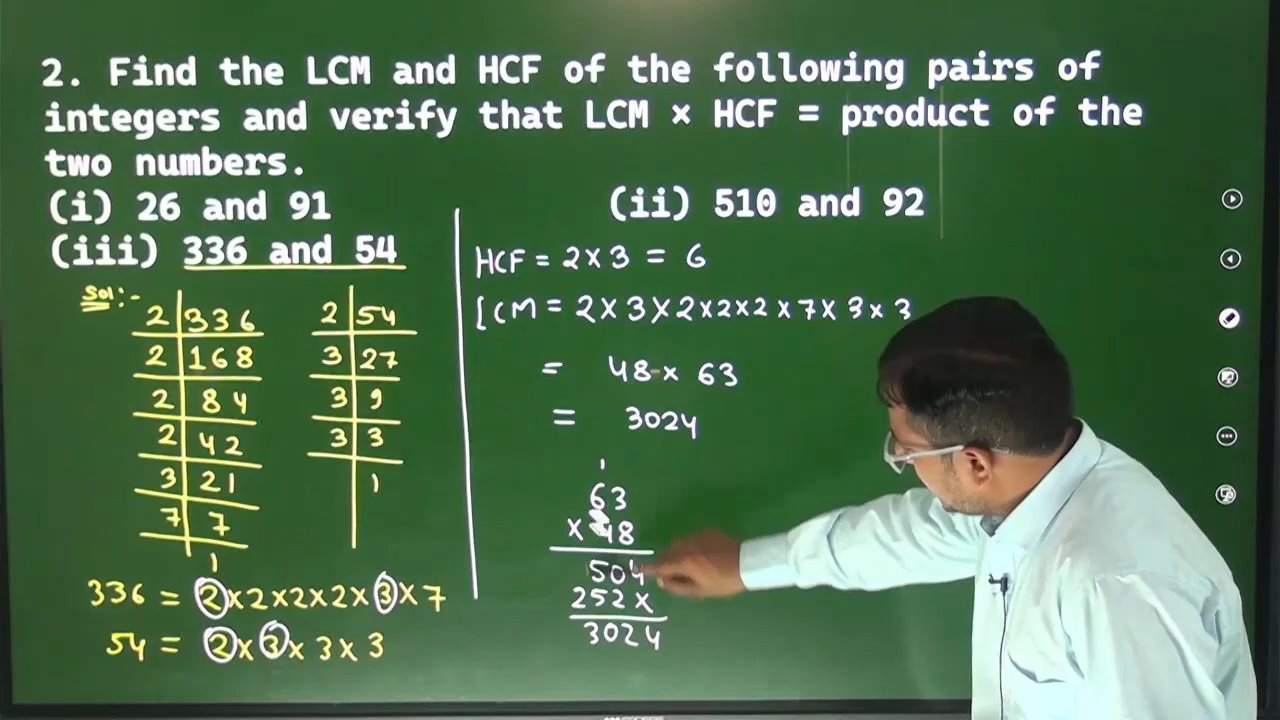 2. Find the LCM and HCF of the following pairs of
integers and verify that LCM × HCF = product of the
two numbers.
(i) 26 and 91
(ii) 510 and 92
(iii) 336 and 54
Sol:-
2 | 336
2 | 168
2 | 84
2 | 42
3 | 21
7 | 7
1
2 | 54
3 | 27
3 | 9
3 | 3
1
336 = 2×2×2×2×3×7
54 = 2×3×3×3
HCF = 2×3 = 6
LCM = 2×3×2×2×2×7×3×3
= 48×63
= 3024
1
63
×48
504
252×
3024